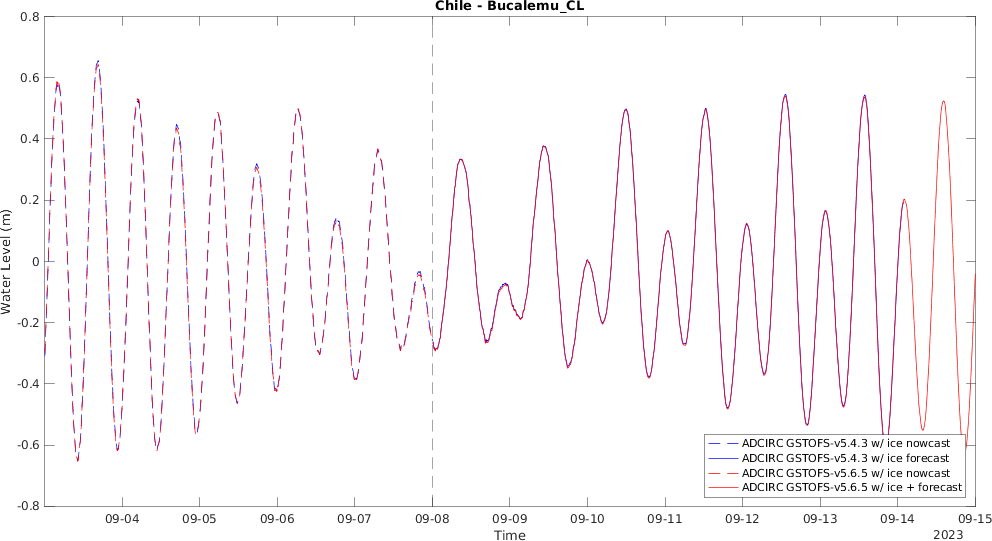 Chile - Bucalemu_CL
0.8
0.6
0.4
0.2
0
-0.2
-0.4
-0.6
-0.8
Water Level (m)
ADCIRC GSTOFS-v5.4.3 w/ ice nowcast
ADCIRC GSTOFS-v5.4.3 w/ ice forecast
ADCIRC GSTOFS-v5.6.5 w/ ice nowcast
ADCIRC GSTOFS-v5.6.5 w/ ice + forecast
09-04 09-05 09-06 09-07 09-08 09-09 09-10 09-11 09-12 09-13 09-14 09-15
Time
2023